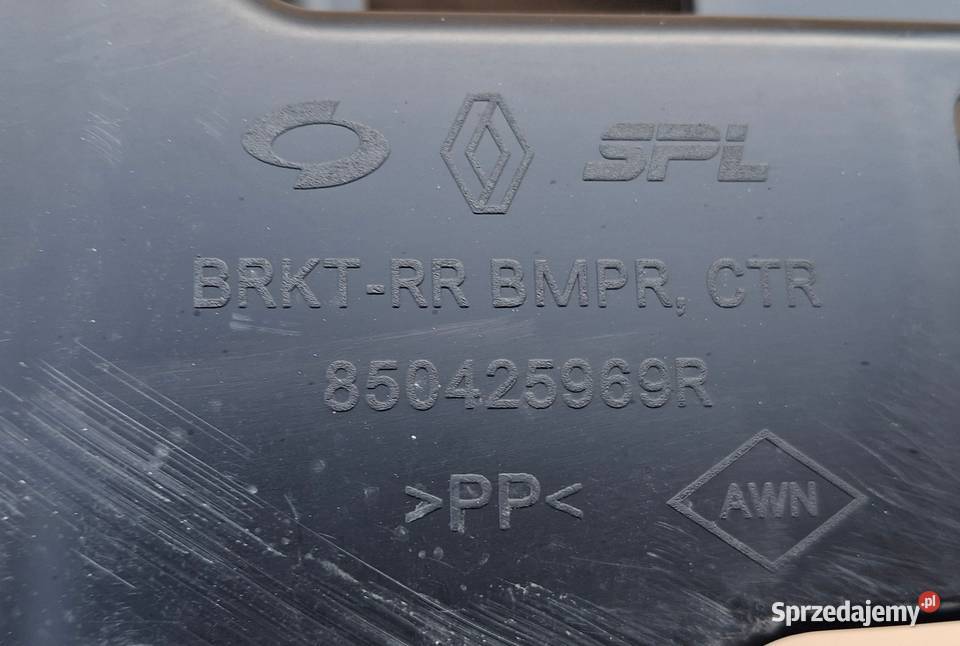 SPL
BRKT-RR BMPR, CTR
850425969R
>PP<
AWN
Sprzedajemy.pl